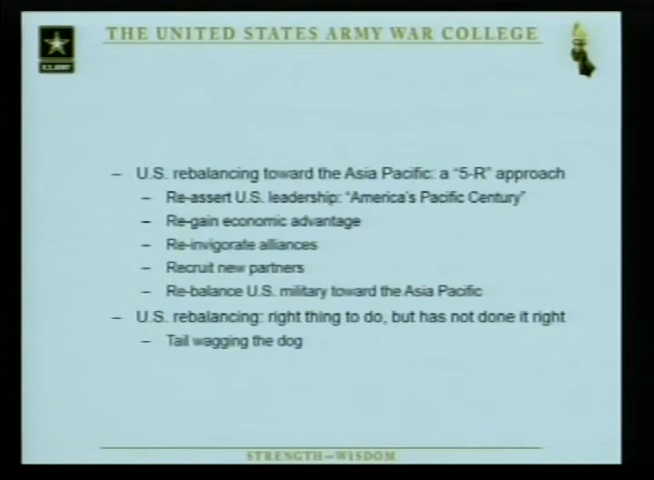 THE UNITED STATES ARMY WAR COLLEGE
U.S. ARMY
– U.S. rebalancing toward the Asia Pacific: a “5-R” approach
– Re-assert U.S. leadership: “America’s Pacific Century”
– Re-gain economic advantage
– Re-invigorate alliances
– Recruit new partners
– Re-balance U.S. military toward the Asia Pacific
– U.S. rebalancing: right thing to do, but has not done it right
– Tail wagging the dog
STRENGTH—WISDOM